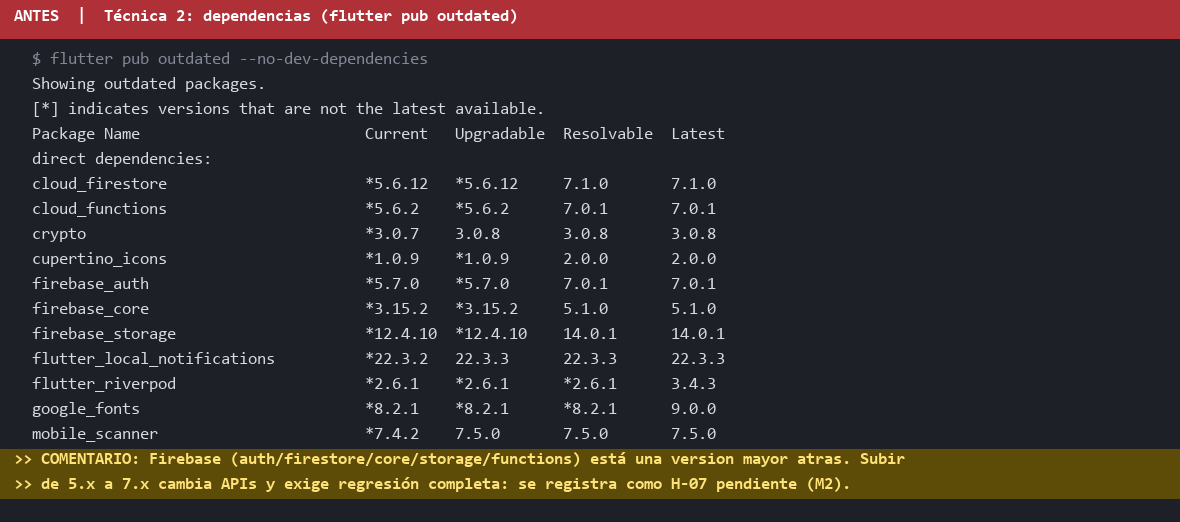 ANTES | Técnica 2: dependencias (flutter pub outdated)
$ flutter pub outdated --no-dev-dependencies
Showing outdated packages.
[*] indicates versions that are not the latest available.
Package Name Current Upgradable Resolvable Latest
direct dependencies:
cloud_firestore *5.6.12 *5.6.12 7.1.0 7.1.0
cloud_functions *5.6.2 *5.6.2 7.0.1 7.0.1
crypto *3.0.7 3.0.8 3.0.8 3.0.8
cupertino_icons *1.0.9 *1.0.9 2.0.0 2.0.0
firebase_auth *5.7.0 *5.7.0 7.0.1 7.0.1
firebase_core *3.15.2 *3.15.2 5.1.0 5.1.0
firebase_storage *12.4.10 *12.4.10 14.0.1 14.0.1
flutter_local_notifications *22.3.2 22.3.3 22.3.3 22.3.3
flutter_riverpod *2.6.1 *2.6.1 *2.6.1 3.4.3
google_fonts *8.2.1 *8.2.1 *8.2.1 9.0.0
mobile_scanner *7.4.2 7.5.0 7.5.0 7.5.0
>> COMENTARIO: Firebase (auth/firestore/core/storage/functions) está una version mayor atras. Subir
>> de 5.x a 7.x cambia APIs y exige regresión completa: se registra como H-07 pendiente (M2).